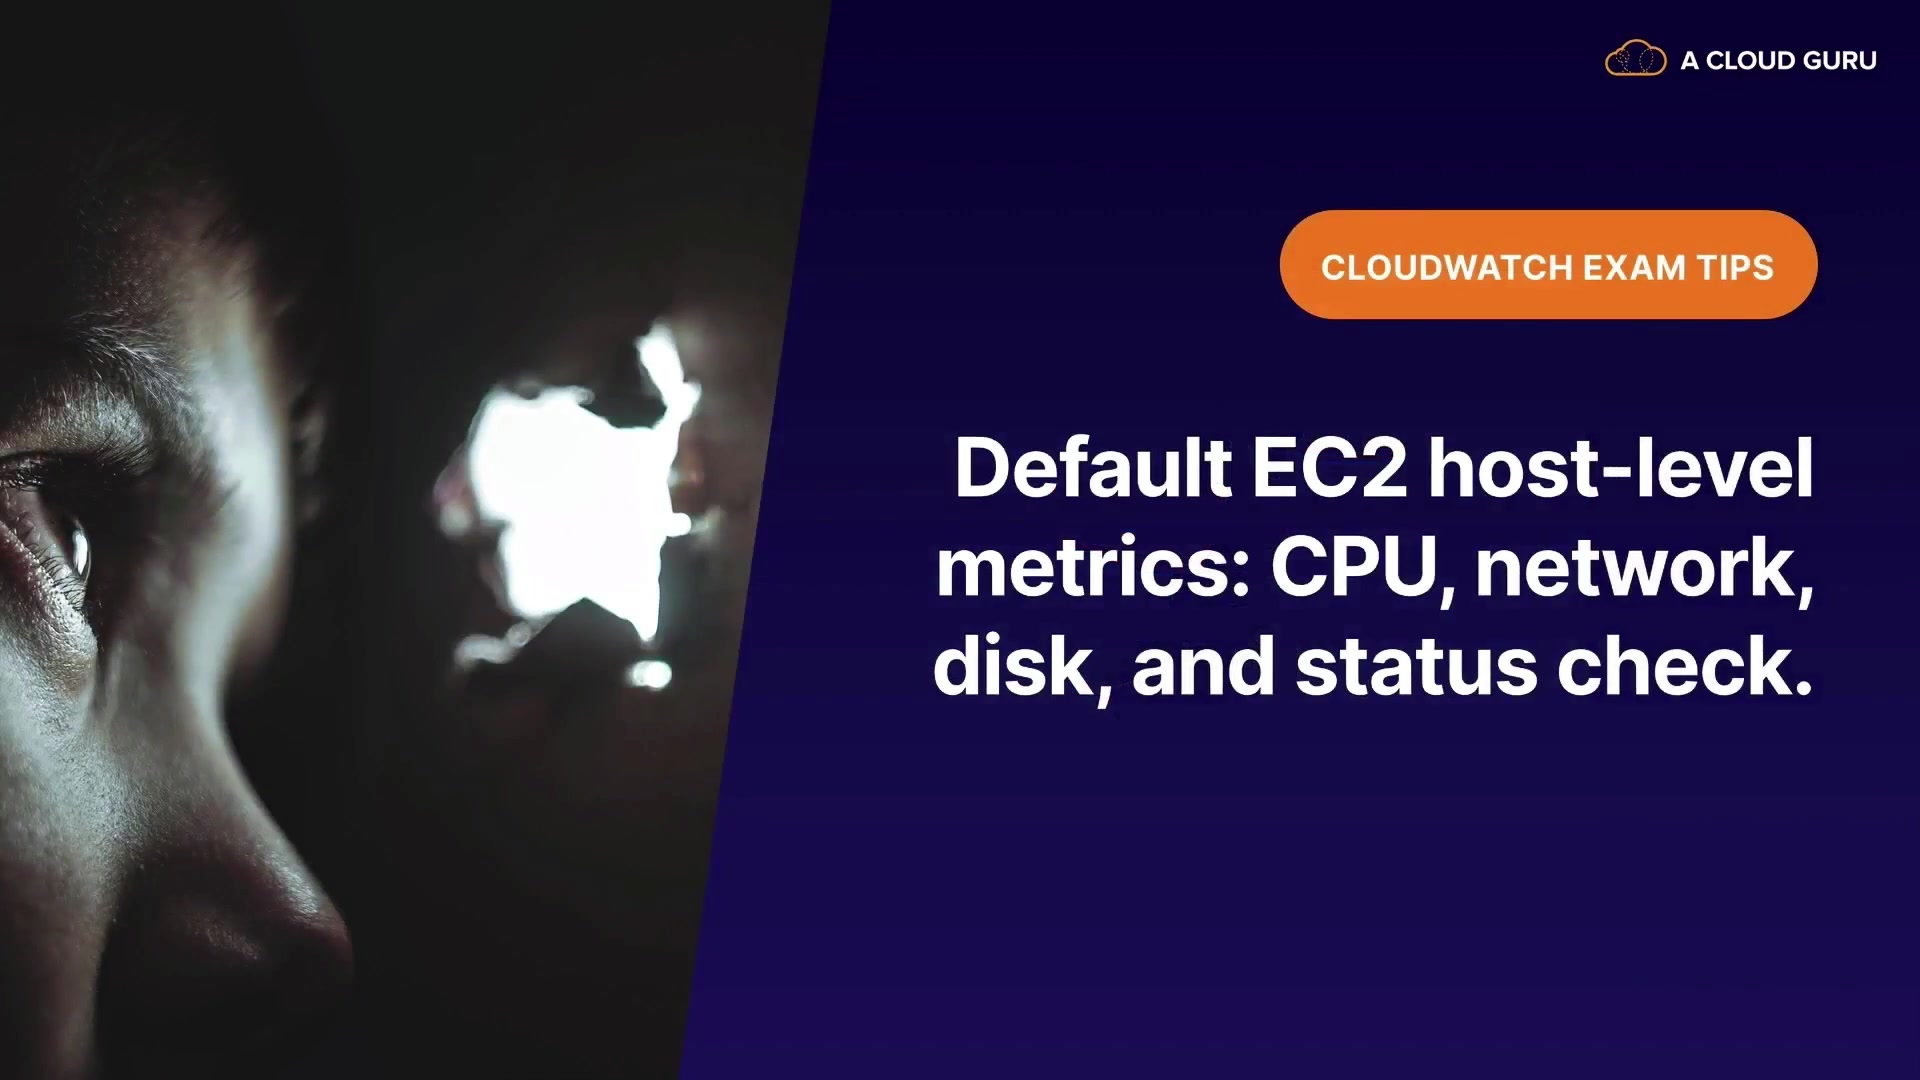 A CLOUD GURU
CLOUDWATCH EXAM TIPS
Default EC2 host-level
metrics: CPU, network,
disk, and status check.